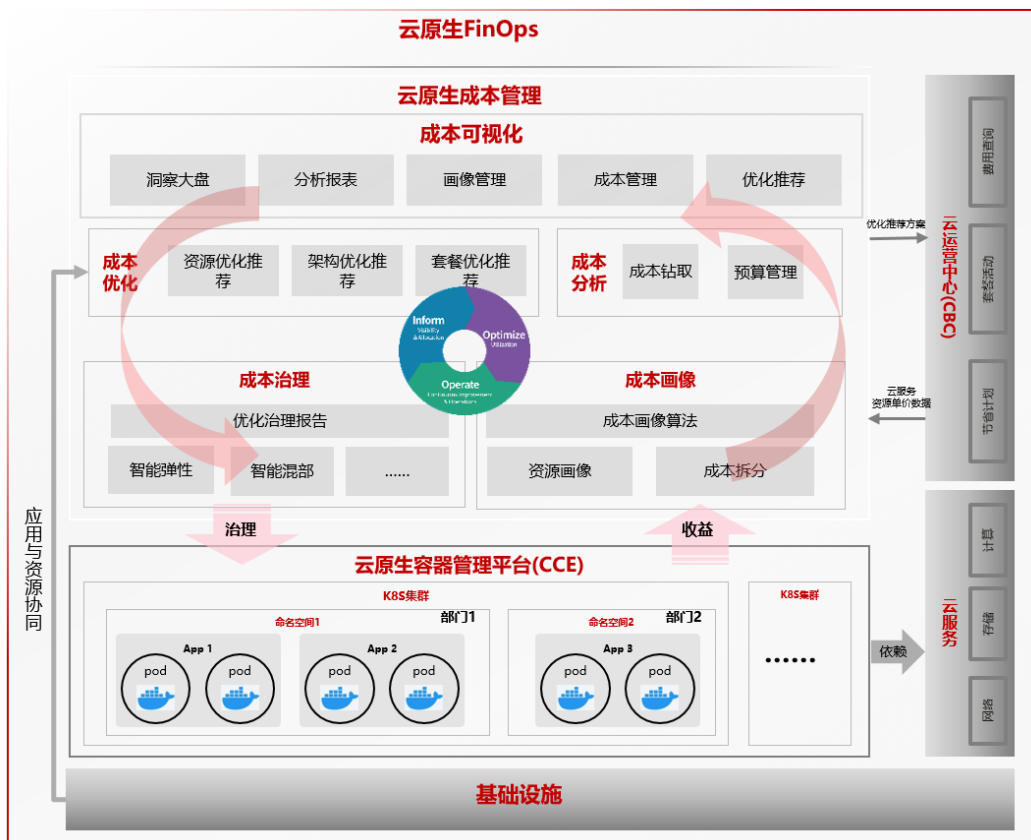 云原生FinOps
云原生成本管理
成本可视化
洞察大盘
分析报表
画像管理
成本管理
优化推荐
成本
优化
资源优化推
荐
架构优化推
荐
套餐优化推
荐
成本
分析
成本钻取
预算管理
Inform
Visibility
& Allocation
Optimize
Utilization
Operate
Continuous Improvement
& Operations
成本治理
优化治理报告
智能弹性
智能混部
......
成本画像
成本画像算法
资源画像
成本拆分
治理
收益
优化推荐方案
云服务
资源单价数据
云运营中心(CBC)
费用查询
套餐活动
节省计划
应用与资源协同
云原生容器管理平台(CCE)
K8S集群
命名空间1
部门1
App 1
pod
pod
App 2
pod
pod
命名空间2
部门2
App 3
pod
pod
K8S集群
......
依赖
云服务
计算
存储
网络
基础设施